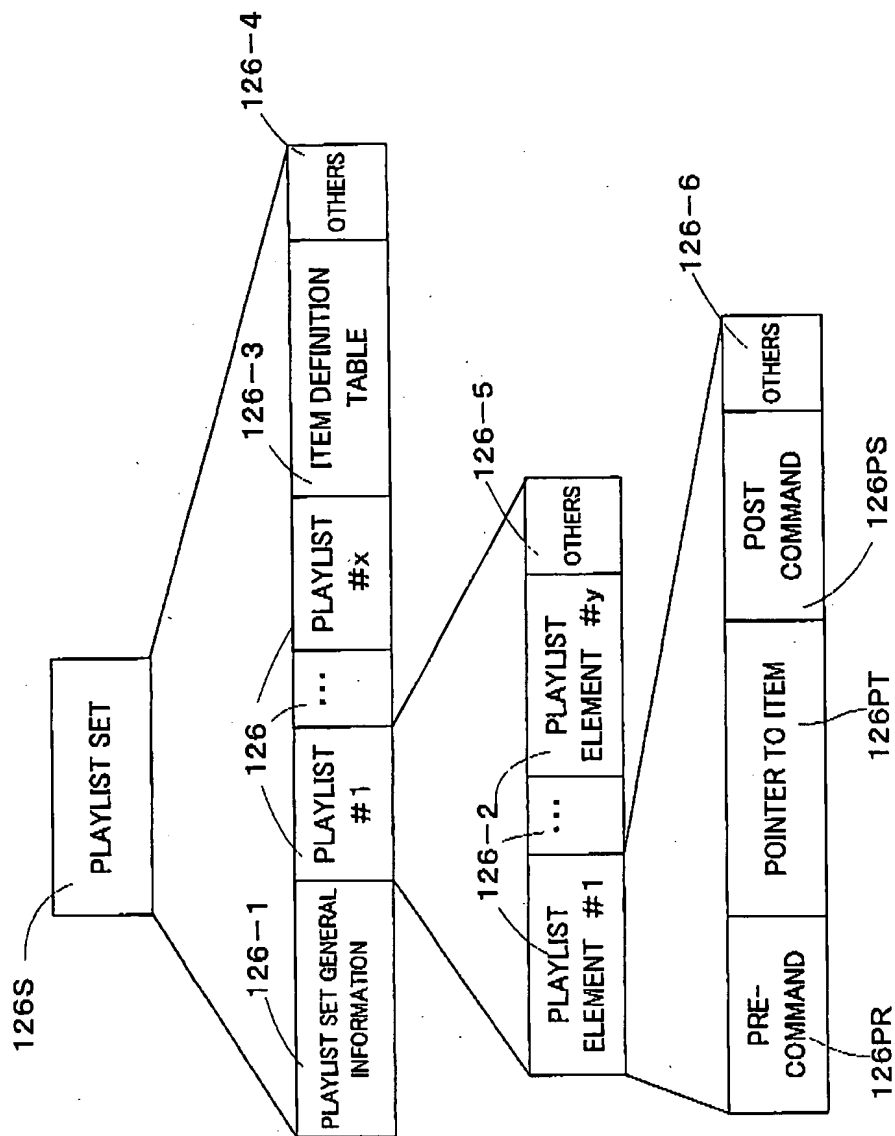 126S
PLAYLIST SET
126-1
126
126-3
126-4
PLAYLIST SET GENERAL
INFORMATION
PLAYLIST
#1
...
PLAYLIST
#x
ITEM DEFINITION
TABLE
OTHERS
126-2
126-5
PLAYLIST
ELEMENT #1
...
PLAYLIST
ELEMENT #y
OTHERS
126-6
PRE-
COMMAND
POINTER TO ITEM
POST
COMMAND
OTHERS
126PR
126PT
126PS